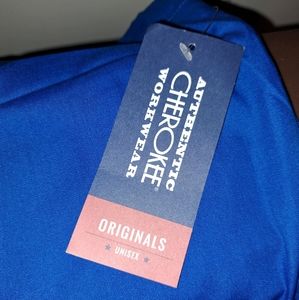 AUTHENTIC
CHEROKEE®
WORKWEAR
ORIGINALS
★ UNISEX ★